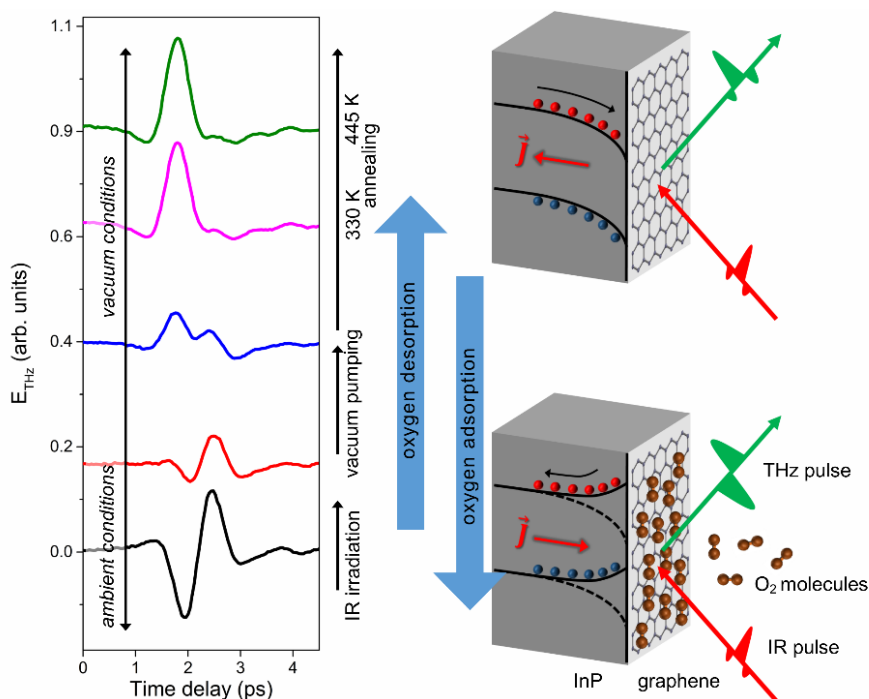 1.1
0.9
0.6
0.4
0.2
0.0
E_THz (arb. units)
0 1 2 3 4
Time delay (ps)
vacuum conditions
ambient conditions
330 K 445 K
annealing
vacuum pumping
IR irradiation
oxygen desorption
oxygen adsorption
j
j
THz pulse
O₂ molecules
IR pulse
InP graphene